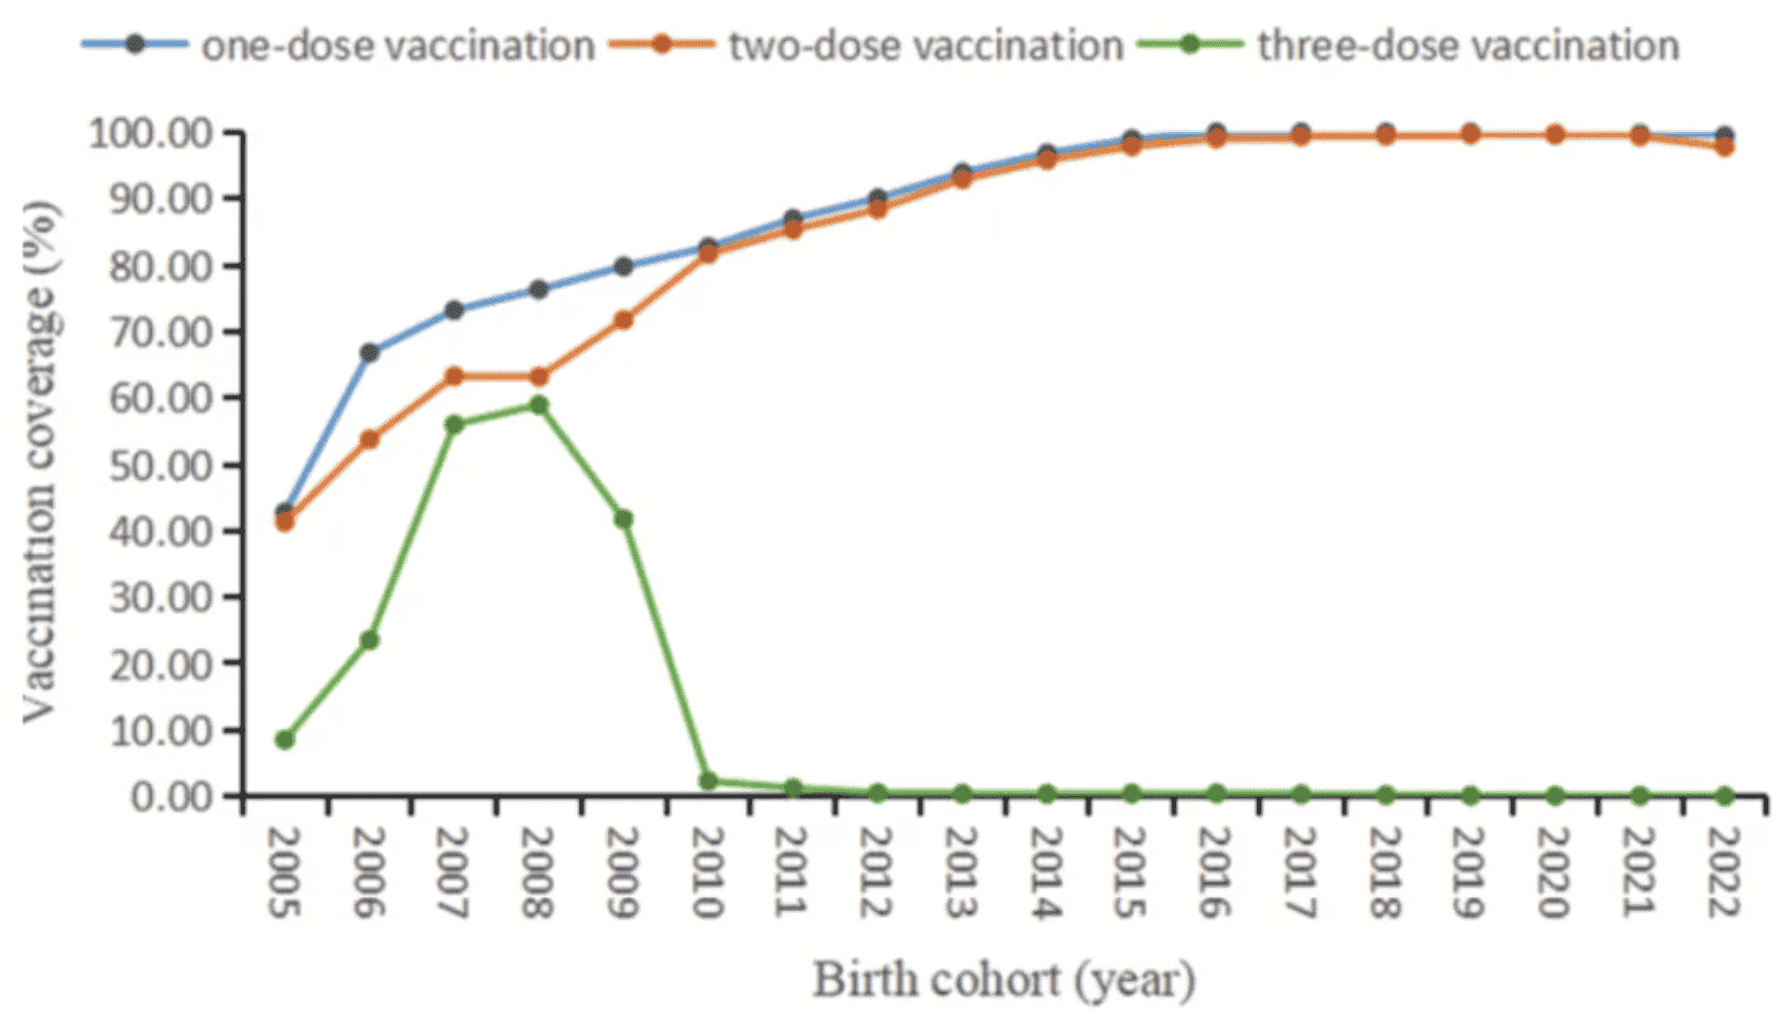 one-dose vaccination two-dose vaccination three-dose vaccination
Vaccination coverage (%)
100.00
90.00
80.00
70.00
60.00
50.00
40.00
30.00
20.00
10.00
0.00
2005 2006 2007 2008 2009 2010 2011 2012 2013 2014 2015 2016 2017 2018 2019 2020 2021 2022
Birth cohort (year)